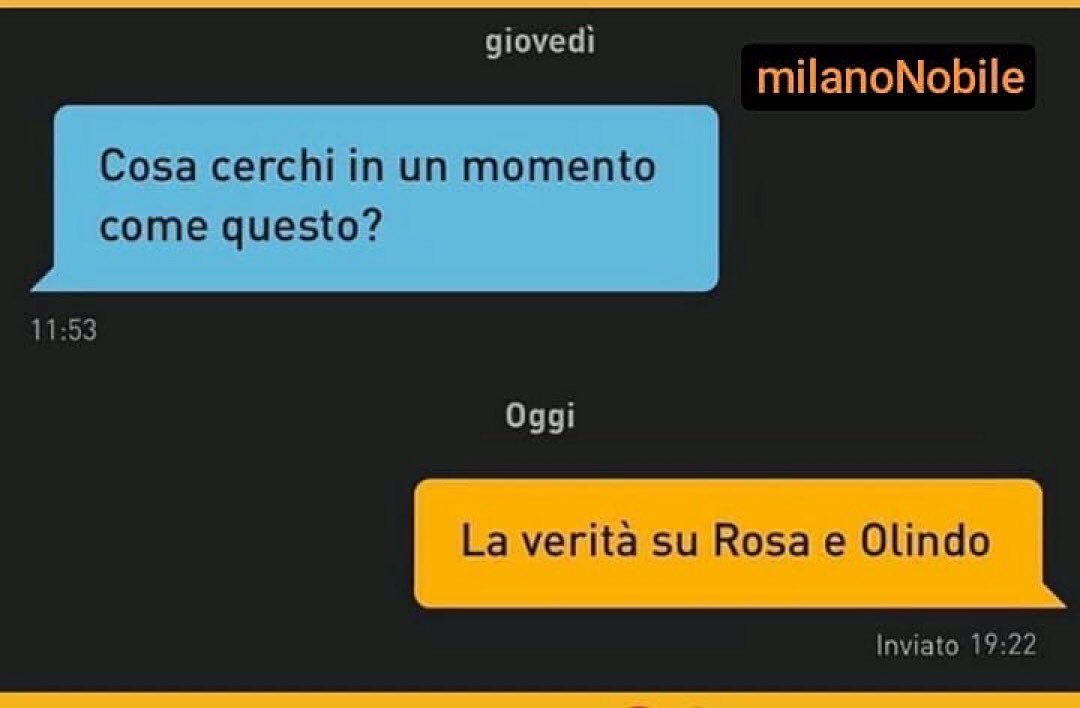 giovedì
milanoNobile
Cosa cerchi in un momento
come questo?
11:53
Oggi
La verità su Rosa e Olindo
Inviato 19:22